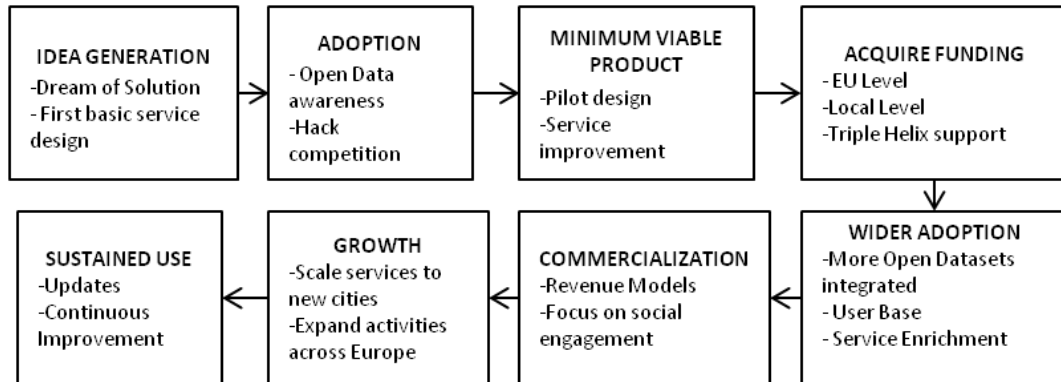 IDEA GENERATION
-Dream of Solution
- First basic service
design
ADOPTION
- Open Data
awareness
- Hack
competition
MINIMUM VIABLE
PRODUCT
-Pilot design
-Service
improvement
ACQUIRE FUNDING
- EU Level
-Local Level
-Triple Helix support
WIDER ADOPTION
-More Open Datasets
integrated
- User Base
- Service Enrichment
COMMERCIALIZATION
-Revenue Models
-Focus on social
engagement
GROWTH
-Scale services to
new cities
-Expand activities
across Europe
SUSTAINED USE
-Updates
-Continuous
Improvement